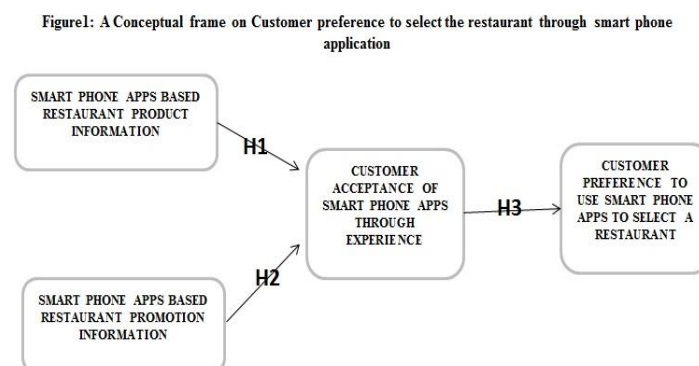 Figure1: A Conceptual frame on Customer preference to select the restaurant through smart phone
application
SMART PHONE APPS BASED
RESTAURANT PRODUCT
INFORMATION
H1
CUSTOMER
ACCEPTANCE OF
SMART PHONE APPS
THROUGH
EXPERIENCE
H3
CUSTOMER
PREFERENCE TO
USE SMART PHONE
APPS TO SELECT A
RESTAURANT
H2
SMART PHONE APPS BASED
RESTAURANT PROMOTION
INFORMATION